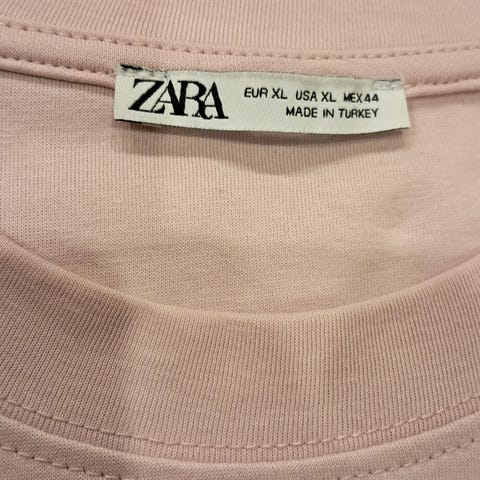 ZARA
EUR XL USA XL MEX 44
MADE IN TURKEY